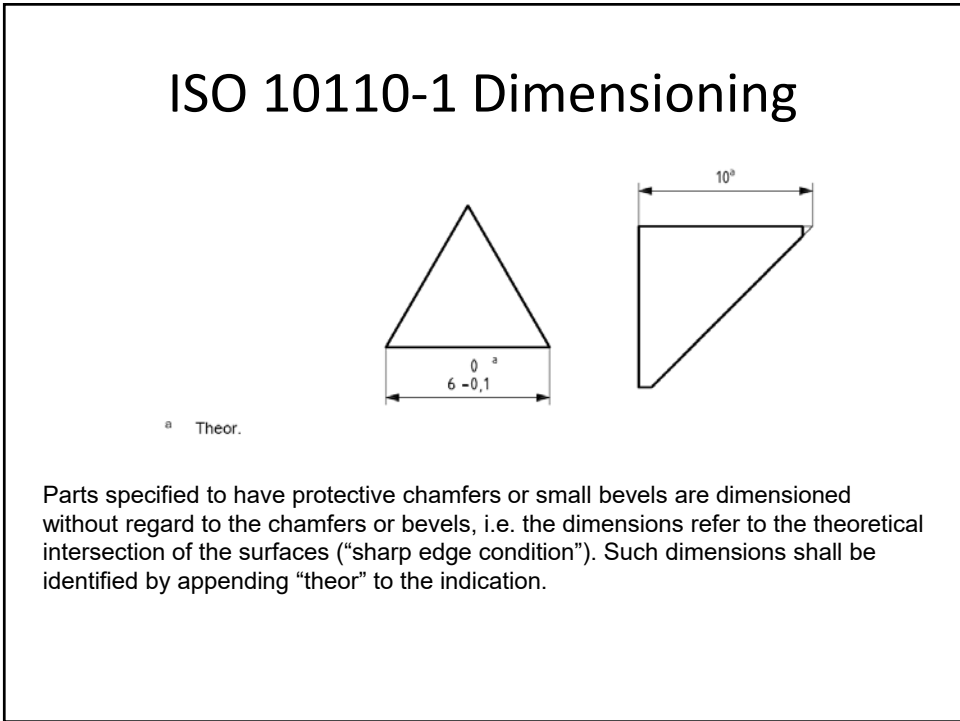 ISO 10110-1 Dimensioning
10ᵃ
0 ᵃ
6 -0,1
ᵃ Theor.
Parts specified to have protective chamfers or small bevels are dimensioned
without regard to the chamfers or bevels, i.e. the dimensions refer to the theoretical
intersection of the surfaces (“sharp edge condition”). Such dimensions shall be
identified by appending “theor” to the indication.